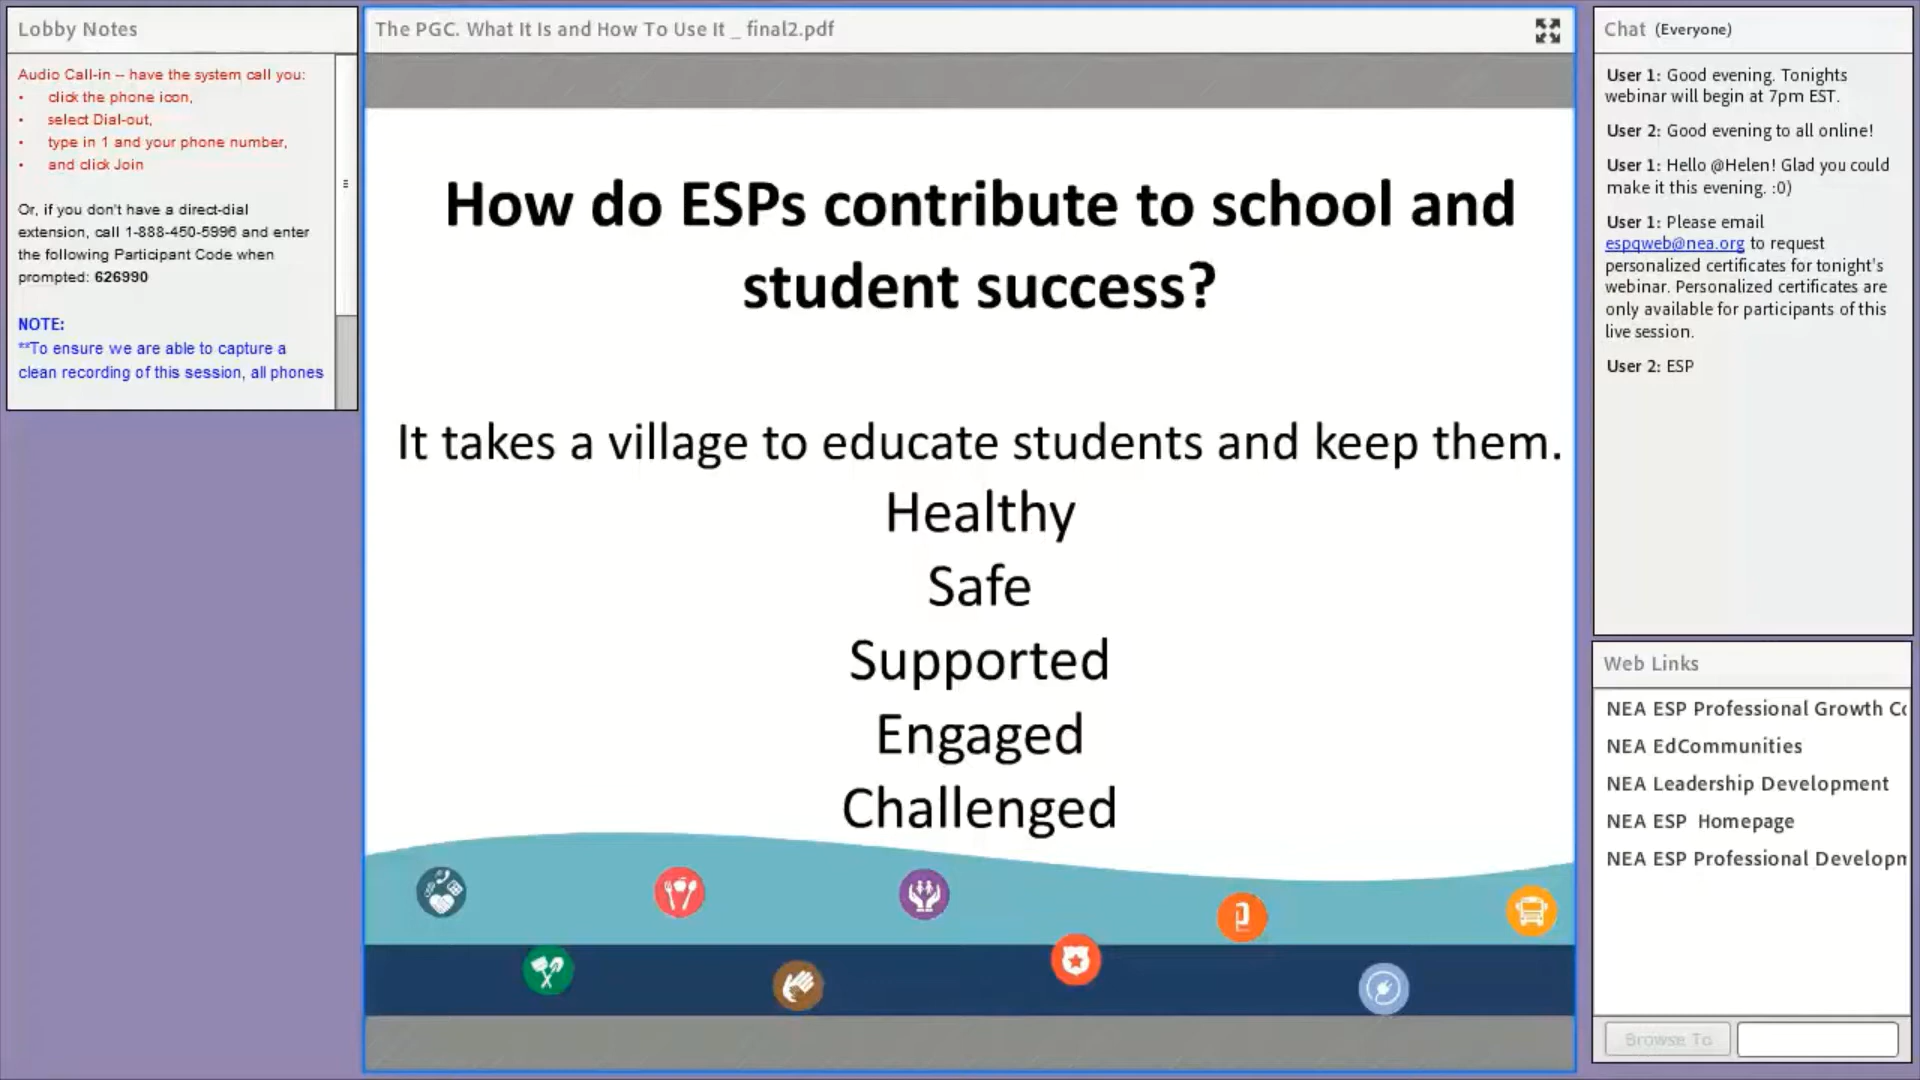 Lobby Notes
Audio Call-in – have the system call you:
• click the phone icon,
• select Dial-out,
• type in 1 and your phone number,
• and click Join
Or, if you don't have a direct-dial
extension, call 1-888-450-5996 and enter
the following Participant Code when
prompted: 626990
NOTE:
**To ensure we are able to capture a
clean recording of this session, all phones
The PGC. What It Is and How To Use It _ final2.pdf
How do ESPs contribute to school and
student success?
It takes a village to educate students and keep them.
Healthy
Safe
Supported
Engaged
Challenged
Chat (Everyone)
User 1: Good evening. Tonights
webinar will begin at 7pm EST.
User 2: Good evening to all online!
User 1: Hello @Helen! Glad you could
make it this evening. :0)
User 1: Please email
espqweb@nea.org to request
personalized certificates for tonight's
webinar. Personalized certificates are
only available for participants of this
live session.
User 2: ESP
Web Links
NEA ESP Professional Growth Co
NEA EdCommunities
NEA Leadership Development
NEA ESP Homepage
NEA ESP Professional Developm
Browse To